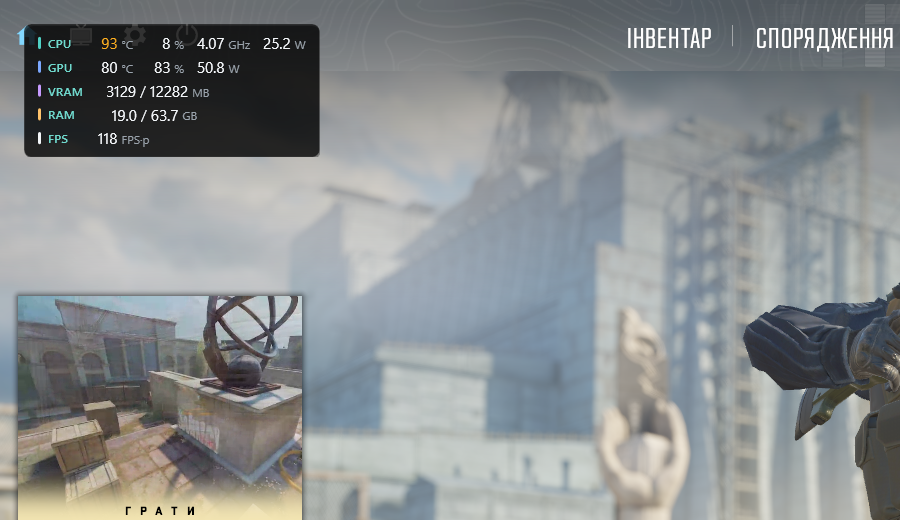 ІНВЕНТАР СПОРЯДЖЕННЯ
CPU 93 °C 8 % 4.07 GHz 25.2 W
GPU 80 °C 83 % 50.8 W
VRAM 3129 / 12282 MB
RAM 19.0 / 63.7 GB
FPS 118 FPS-p
ГРАТИ